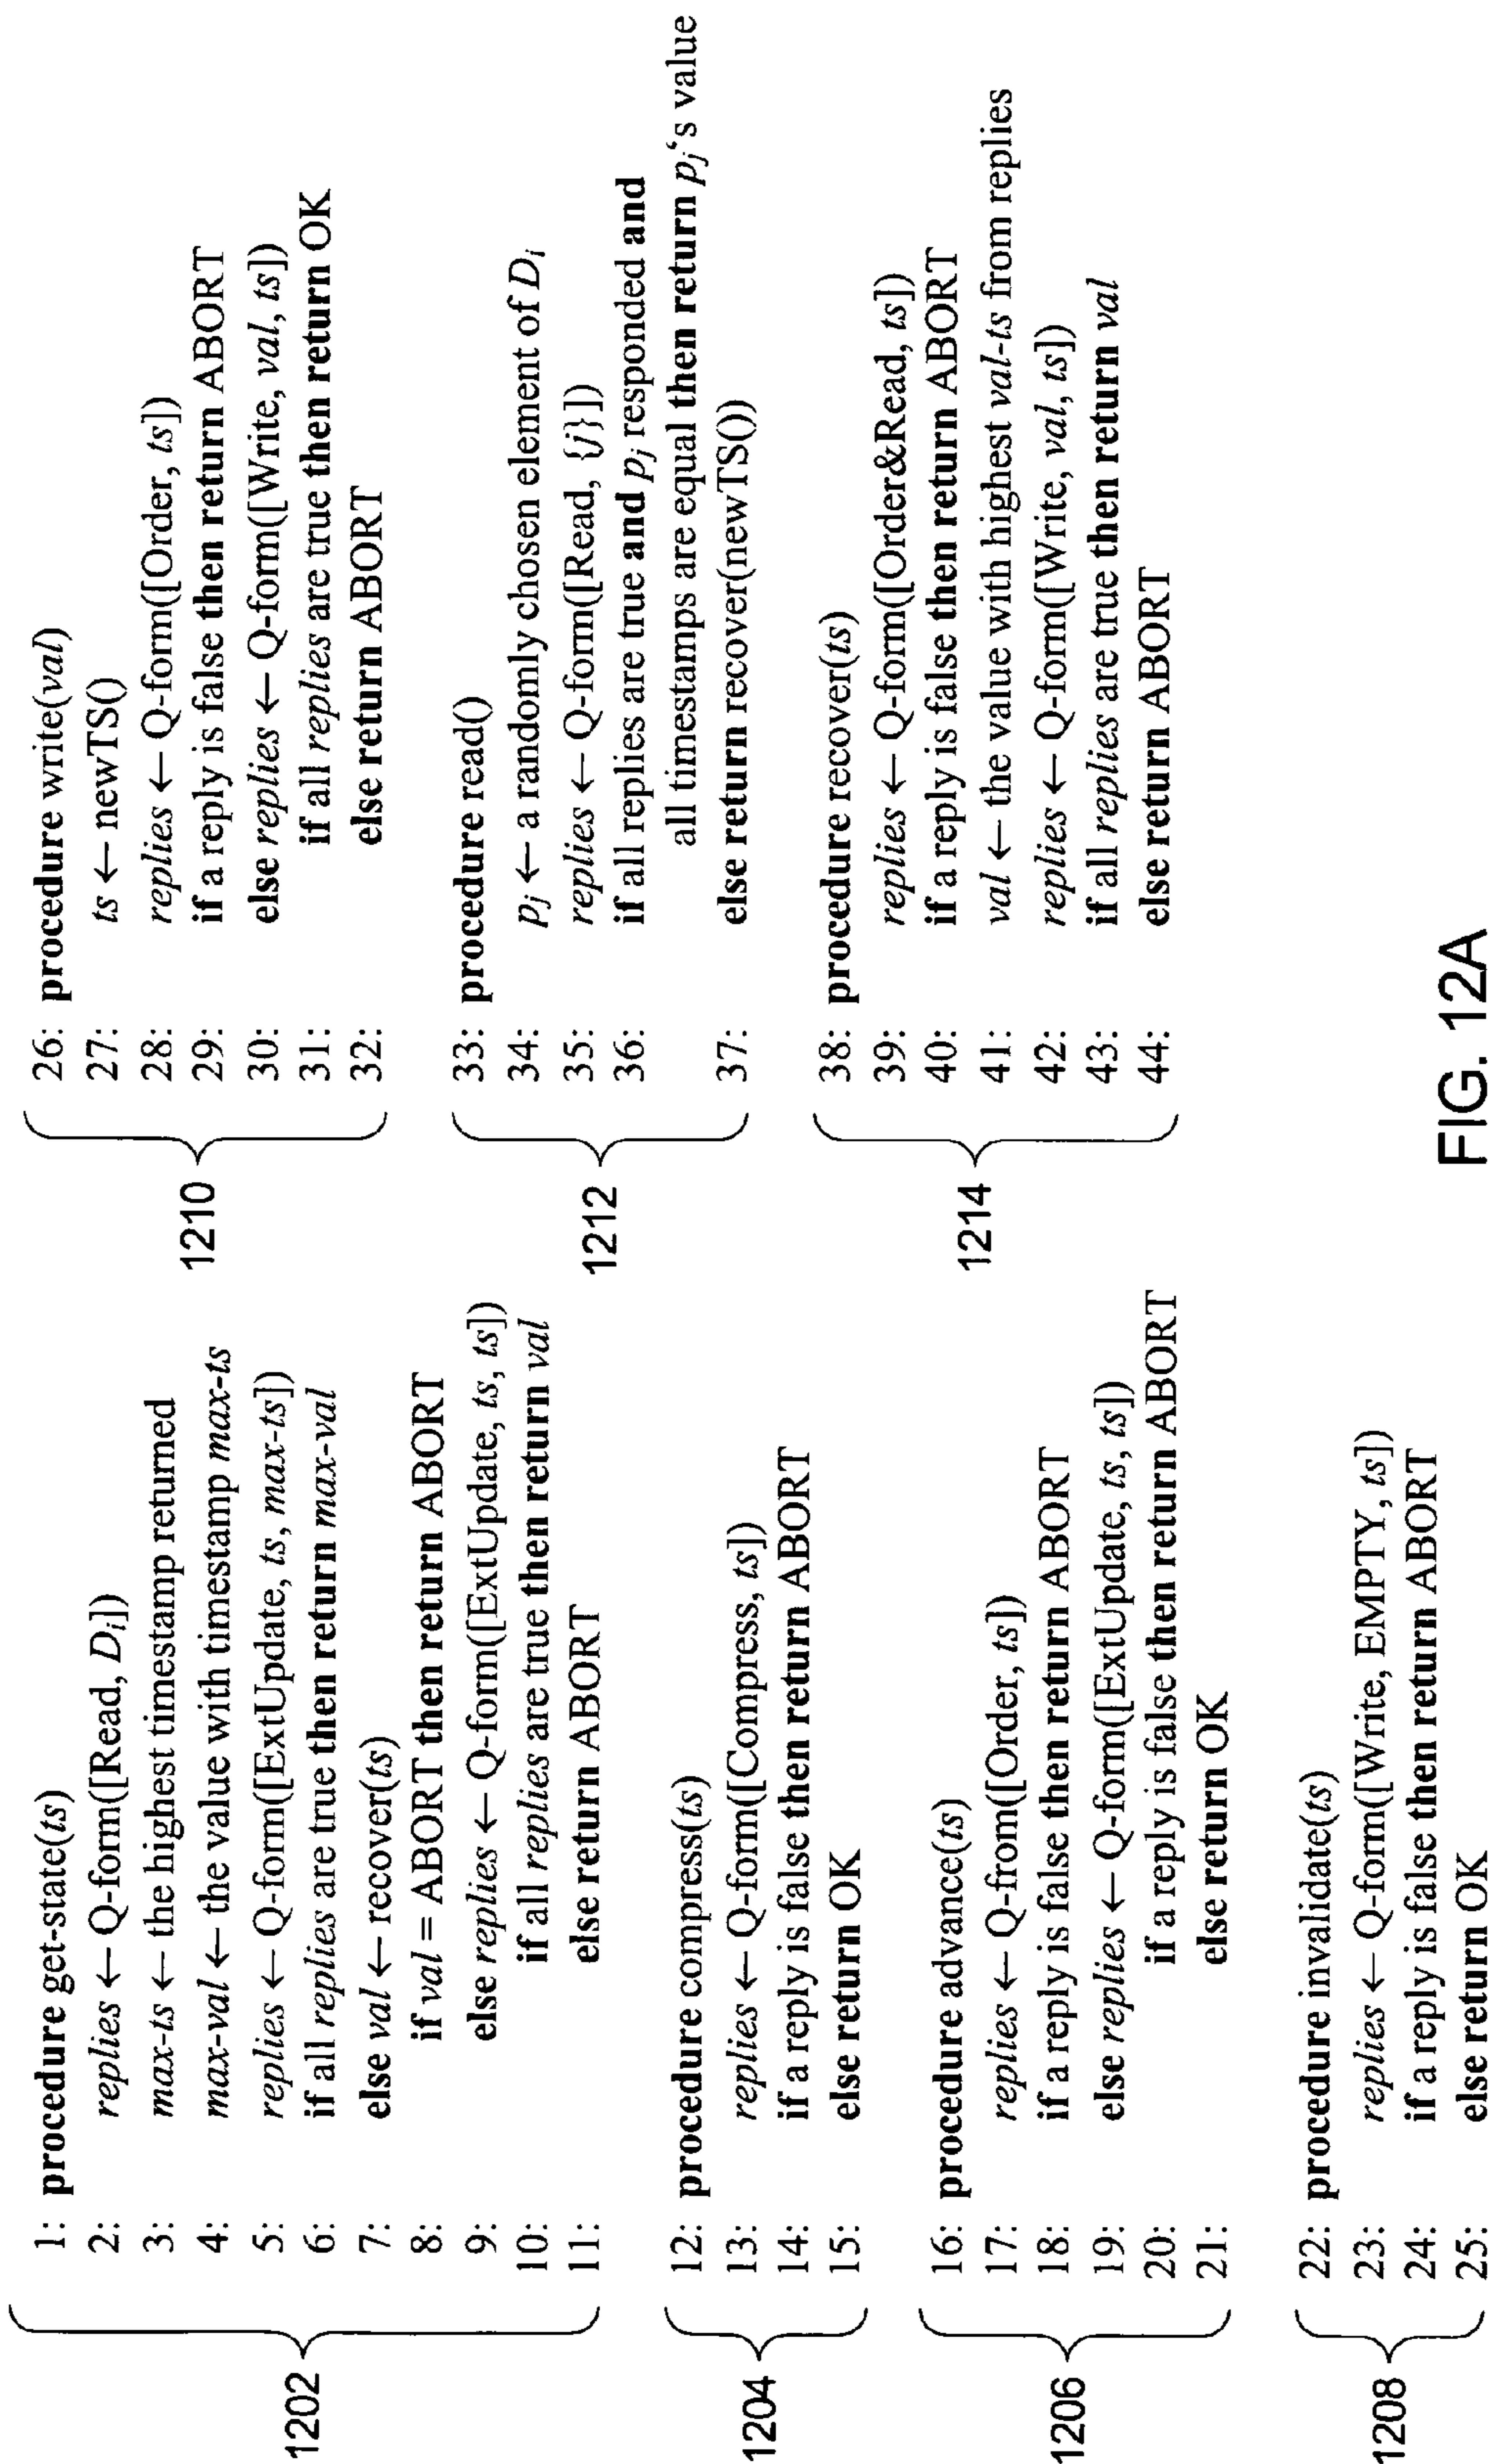 1202
1: procedure get-state(ts)
2: replies ← Q-form([Read, Di])
3: max-ts ← the highest timestamp returned
4: max-val ← the value with timestamp max-ts
5: replies ← Q-form([ExtUpdate, ts, max-ts])
6: if all replies are true then return max-val
7: else val ← recover(ts)
8: if val = ABORT then return ABORT
9: else replies ← Q-form([ExtUpdate, ts, ts])
10: if all replies are true then return val
11: else return ABORT
1204
12: procedure compress(ts)
13: replies ← Q-form([Compress, ts])
14: if a reply is false then return ABORT
15: else return OK
1206
16: procedure advance(ts)
17: replies ← Q-from([Order, ts])
18: if a reply is false then return ABORT
19: else replies ← Q-form([ExtUpdate, ts, ts])
20: if a reply is false then return ABORT
21: else return OK
1208
22: procedure invalidate(ts)
23: replies ← Q-form([Write, EMPTY, ts])
24: if a reply is false then return ABORT
25: else return OK
1210
26: procedure write(val)
27: ts ← newTS()
28: replies ← Q-form([Order, ts])
29: if a reply is false then return ABORT
30: else replies ← Q-form([Write, val, ts])
31: if all replies are true then return OK
32: else return ABORT
1212
33: procedure read()
34: pj ← a randomly chosen element of Di
35: replies ← Q-form([Read, {j}])
36: if all replies are true and pj responded and
all timestamps are equal then return pj‘s value
37: else return recover(newTS())
1214
38: procedure recover(ts)
39: replies ← Q-form([Order&Read, ts])
40: if a reply is false then return ABORT
41: val ← the value with highest val-ts from replies
42: replies ← Q-form([Write, val, ts])
43: if all replies are true then return val
44: else return ABORT
FIG. 12A